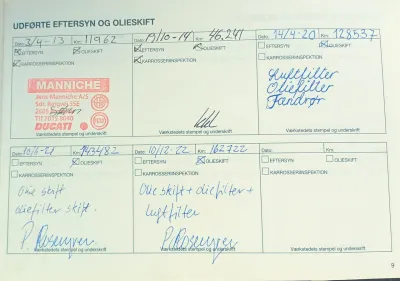 UDFØRTE EFTERSYN OG OLIESKIFT
Dato: 3/4-13 Km: 11962
EFTERSYN OLIESKIFT
KARROSSERIINSPEKTION
MANNICHE
Arne Manniche A/S
DUCATI
Værkstedets stempel og underskrift
Dato: 19/10-14 Km: 46.241
EFTERSYN OLIESKIFT
KARROSSERIINSPEKTION
Værkstedets stempel og underskrift
Dato: 14/4-20 Km: 128537
EFTERSYN OLIESKIFT
KARROSSERIINSPEKTION
Luftfilter
Oliefilter
Tandrør
Værkstedets stempel og underskrift
Dato: 10/6-21 Km: 143482
EFTERSYN OLIESKIFT
KARROSSERIINSPEKTION
Olie skift
oliefilter skift.
Værkstedets stempel og underskrift
Dato: 10/12-22 Km: 162722
EFTERSYN OLIESKIFT
KARROSSERIINSPEKTION
Olie skift + oliefilter +
luftfilter
Værkstedets stempel og underskrift
Dato: Km:
EFTERSYN OLIESKIFT
KARROSSERIINSPEKTION
Værkstedets stempel og underskrift
9